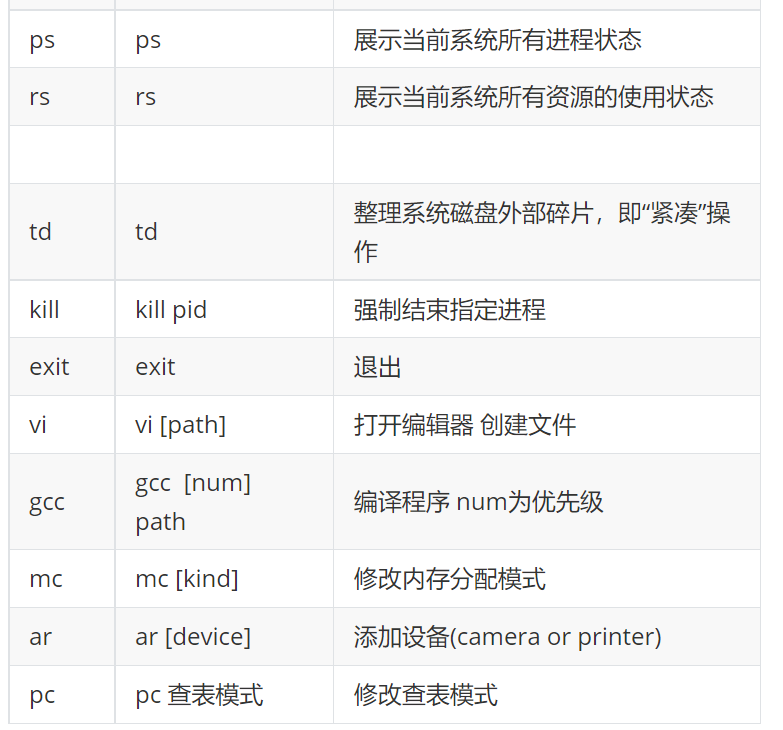 ps ps 展示当前系统所有进程状态
rs rs 展示当前系统所有资源的使用状态
td td 整理系统磁盘外部碎片，即“紧凑”操
作
kill kill pid 强制结束指定进程
exit exit 退出
vi vi [path] 打开编辑器 创建文件
gcc gcc [num]
path 编译程序 num为优先级
mc mc [kind] 修改内存分配模式
ar ar [device] 添加设备(camera or printer)
pc pc 查表模式 修改查表模式